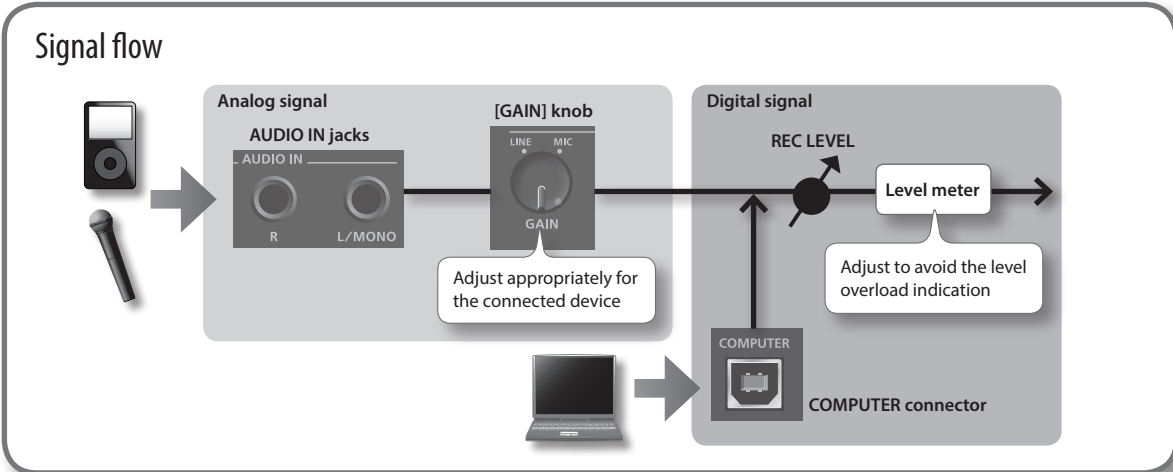 Signal flow
Analog signal
AUDIO IN jacks
AUDIO IN
R
L/MONO
[GAIN] knob
LINE
MIC
GAIN
Adjust appropriately for
the connected device
Digital signal
REC LEVEL
Level meter
Adjust to avoid the level
overload indication
COMPUTER
COMPUTER connector